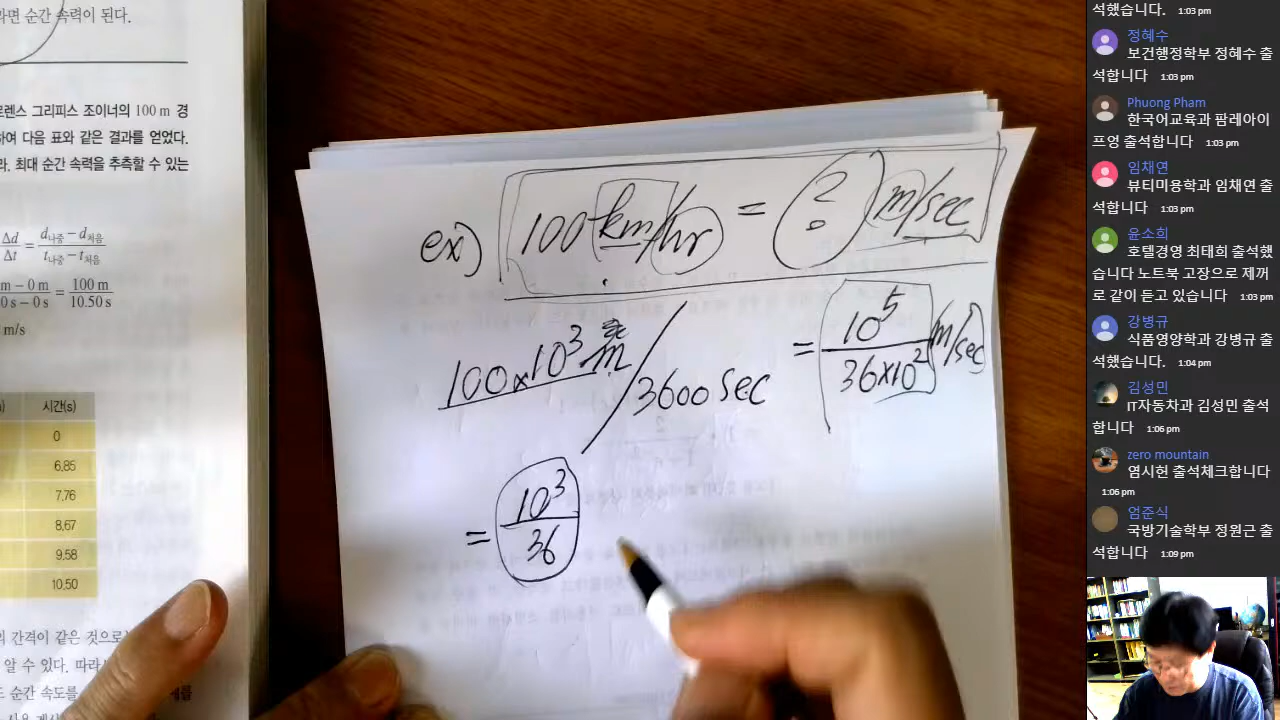 라면 순간 속력이 된다.
로렌스 그리피스 조이너의 100 m 경
하여 다음 표와 같은 결과를 얻었다.
라. 최대 순간 속력을 추측할 수 있는
Δd/Δt = d나중 − d처음 / t나중 − t처음
m − 0 m / 0 s − 0 s = 100 m / 10.50 s
m/s
시간(s)
0
6.85
7.76
8.67
9.58
10.50
의 간격이 같은 것으로
알 수 있다. 따라
순간 속도를
ex) 100 km/hr = (?) m/sec
100×10³ m / 3600 sec = 10⁵ / 36×10² m/sec
= 10³ / 36
석했습니다. 1:03 pm
정혜수
보건행정학부 정혜수 출
석합니다 1:03 pm
Phuong Pham
한국어교육과 팜레아이
프엉 출석합니다 1:03 pm
임채연
뷰티미용학과 임채연 출
석합니다 1:03 pm
윤소희
호텔경영 최태희 출석했
습니다 노트북 고장으로 제꺼
로 같이 듣고 있습니다 1:03 pm
강병규
식품영양학과 강병규 출
석했습니다. 1:04 pm
김성민
IT자동차과 김성민 출석
합니다 1:06 pm
zero mountain
염시헌 출석체크합니다
1:06 pm
엄준식
국방기술학부 정원근 출
석합니다 1:09 pm